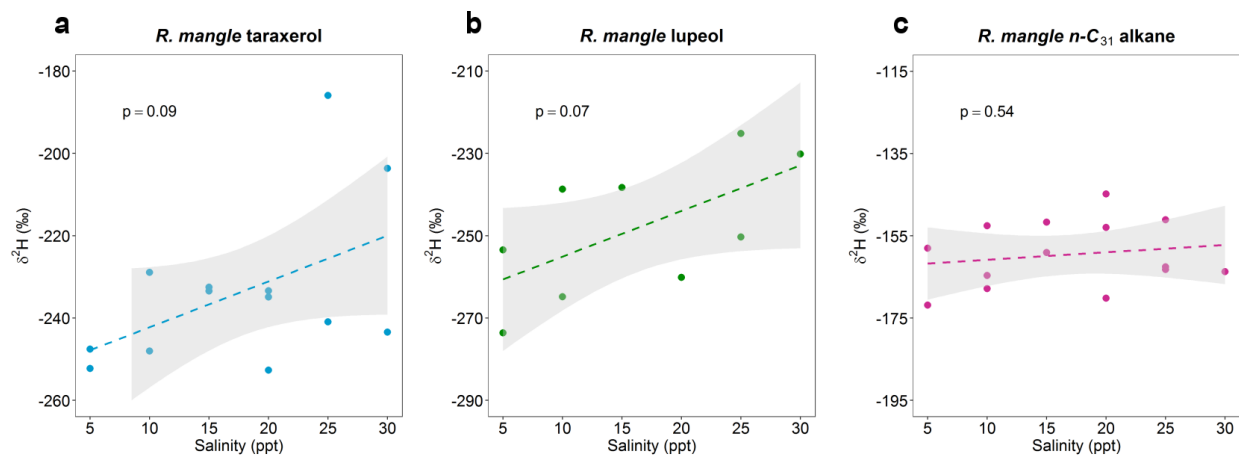 a
R. mangle taraxerol
p = 0.09
δ²H (‰)
-180
-200
-220
-240
-260
5 10 15 20 25 30
Salinity (ppt)
b
R. mangle lupeol
p = 0.07
δ²H (‰)
-210
-230
-250
-270
-290
5 10 15 20 25 30
Salinity (ppt)
c
R. mangle n-C₃₁ alkane
p = 0.54
δ²H (‰)
-115
-135
-155
-175
-195
5 10 15 20 25 30
Salinity (ppt)